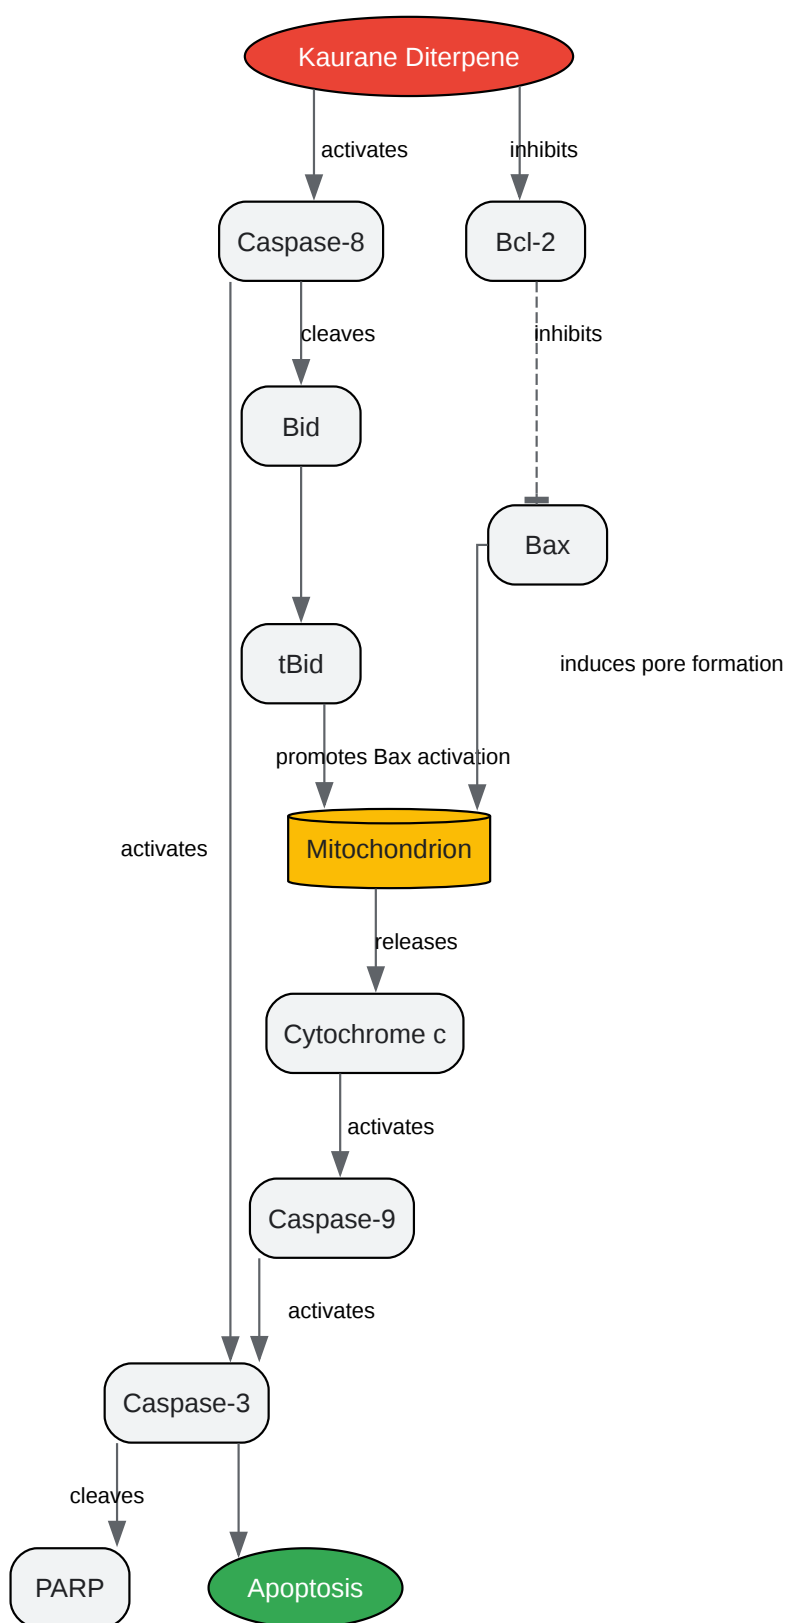 Kaurane Diterpene
activates
inhibits
Caspase-8
Bcl-2
cleaves
inhibits
Bid
Bax
tBid
induces pore formation
promotes Bax activation
activates
Mitochondrion
releases
Cytochrome c
activates
Caspase-9
activates
Caspase-3
cleaves
PARP
Apoptosis